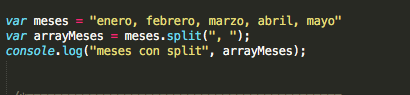 var meses = "enero, febrero, marzo, abril, mayo"
var arrayMeses = meses.split(", ");
console.log("meses con split", arrayMeses);